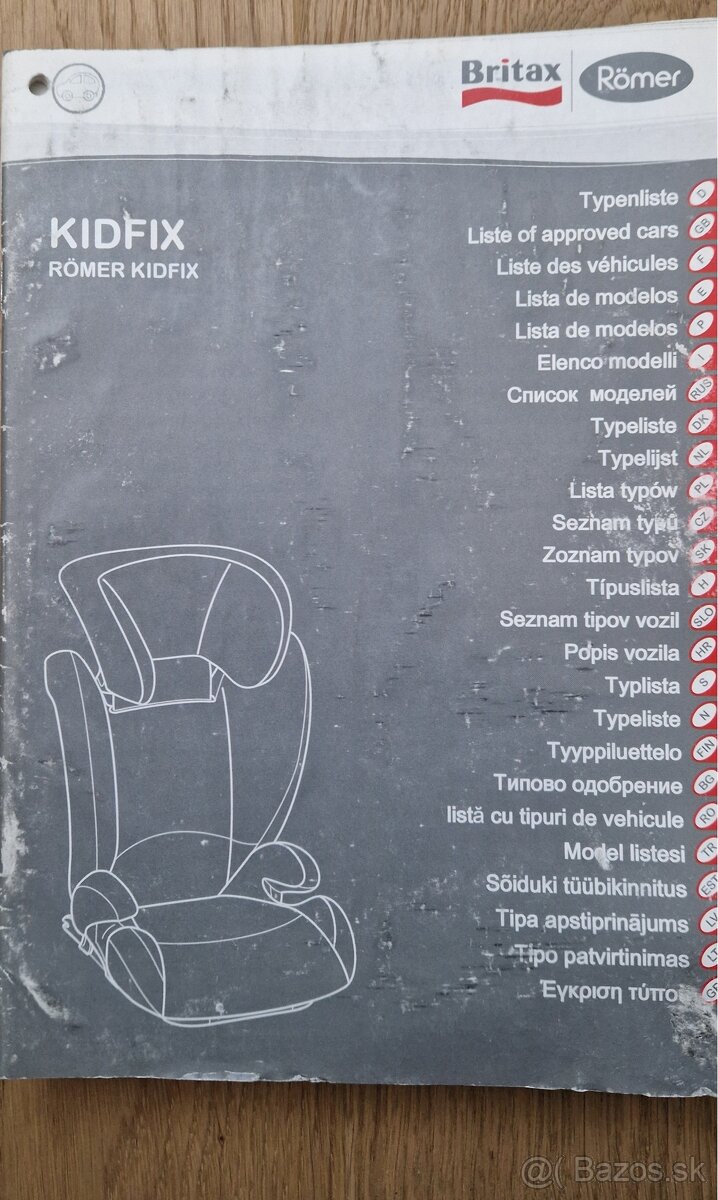 Britax Römer
KIDFIX
RÖMER KIDFIX
Typenliste D
Liste of approved cars GB
Liste des véhicules F
Lista de modelos E
Lista de modelos P
Elenco modelli I
Список моделей RUS
Typeliste DK
Typelijst NL
Lista typów PL
Seznam typů CZ
Zoznam typov SK
Típuslista H
Seznam tipov vozil SLO
Popis vozila HR
Typlista S
Typeliste N
Tyyppiluettelo FIN
Типово одобрение BG
listă cu tipuri de vehicule RO
Model listesi TR
Sõiduki tüübikinnitus EST
Tipa apstiprinājums LV
Tipo patvirtinimas LT
Έγκριση τύπο GR
@( Bazos.sk